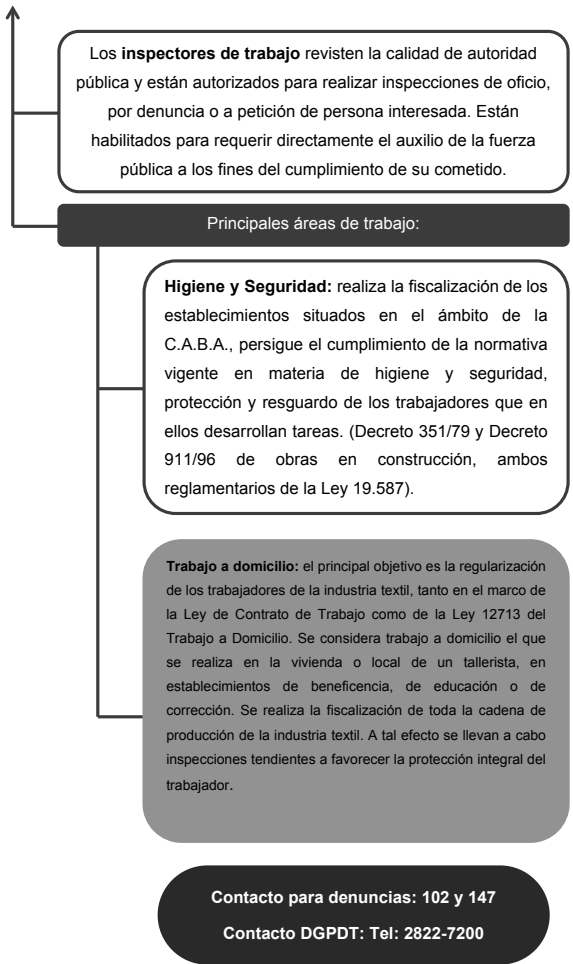 Los inspectores de trabajo revisten la calidad de autoridad
pública y están autorizados para realizar inspecciones de oficio,
por denuncia o a petición de persona interesada. Están
habilitados para requerir directamente el auxilio de la fuerza
pública a los fines del cumplimiento de su cometido.
Principales áreas de trabajo:
Higiene y Seguridad: realiza la fiscalización de los
establecimientos situados en el ámbito de la
C.A.B.A., persigue el cumplimiento de la normativa
vigente en materia de higiene y seguridad,
protección y resguardo de los trabajadores que en
ellos desarrollan tareas. (Decreto 351/79 y Decreto
911/96 de obras en construcción, ambos
reglamentarios de la Ley 19.587).
Trabajo a domicilio: el principal objetivo es la regularización
de los trabajadores de la industria textil, tanto en el marco de
la Ley de Contrato de Trabajo como de la Ley 12713 del
Trabajo a Domicilio. Se considera trabajo a domicilio el que
se realiza en la vivienda o local de un tallerista, en
establecimientos de beneficencia, de educación o de
corrección. Se realiza la fiscalización de toda la cadena de
producción de la industria textil. A tal efecto se llevan a cabo
inspecciones tendientes a favorecer la protección integral del
trabajador.
Contacto para denuncias: 102 y 147
Contacto DGPDT: Tel: 2822-7200